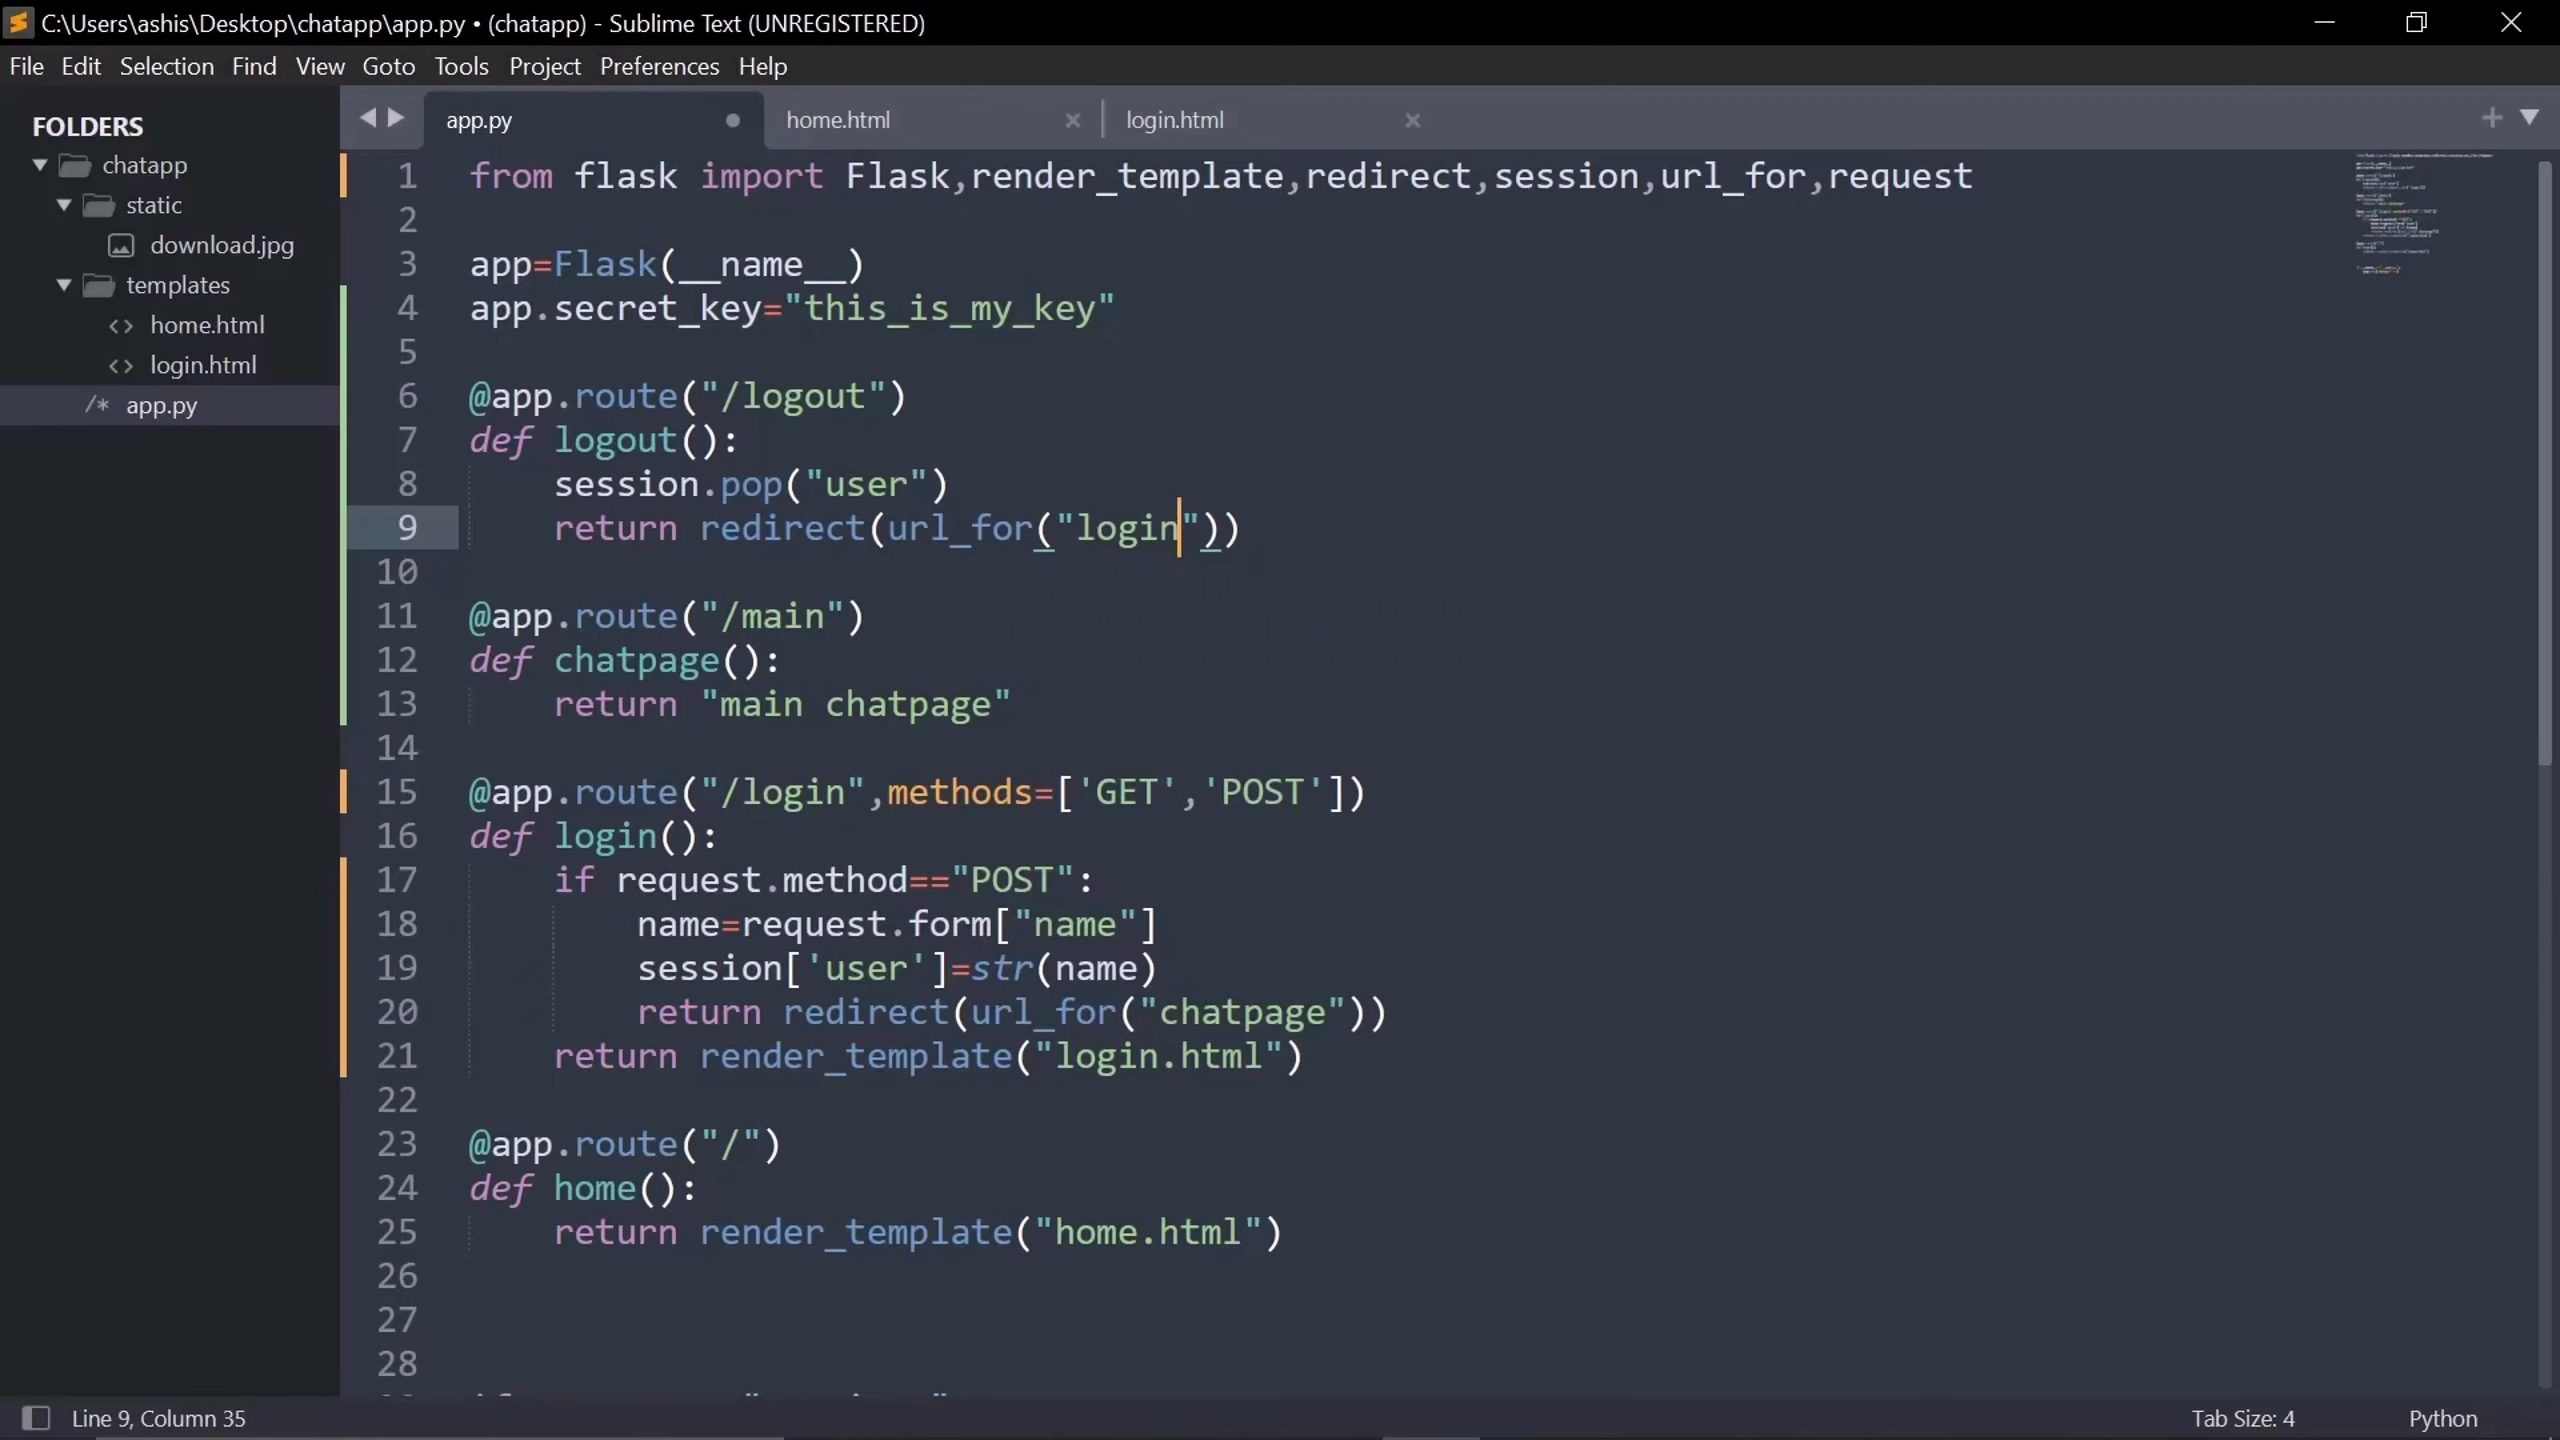 C:\Users\ashis\Desktop\chatapp\app.py • (chatapp) - Sublime Text (UNREGISTERED)
File Edit Selection Find View Goto Tools Project Preferences Help
FOLDERS
chatapp
static
download.jpg
templates
home.html
login.html
/* app.py
app.py home.html login.html
1 from flask import Flask,render_template,redirect,session,url_for,request
2
3 app=Flask(__name__)
4 app.secret_key="this_is_my_key"
5
6 @app.route("/logout")
7 def logout():
8     session.pop("user")
9     return redirect(url_for("login"))
10
11 @app.route("/main")
12 def chatpage():
13     return "main chatpage"
14
15 @app.route("/login",methods=['GET','POST'])
16 def login():
17     if request.method=="POST":
18         name=request.form["name"]
19         session['user']=str(name)
20         return redirect(url_for("chatpage"))
21     return render_template("login.html")
22
23 @app.route("/")
24 def home():
25     return render_template("home.html")
26
27
28
Line 9, Column 35
Tab Size: 4 Python